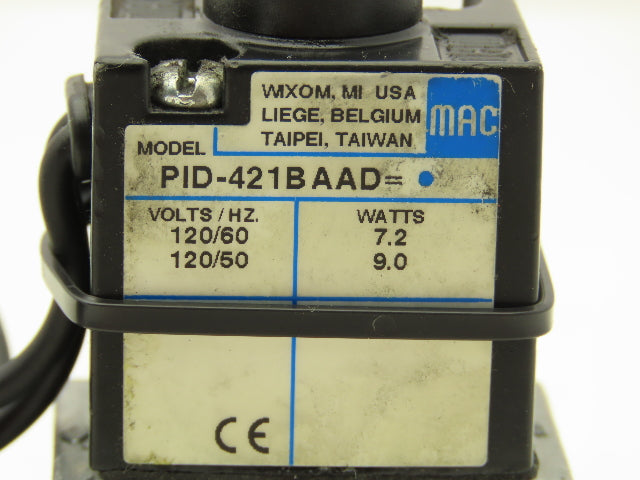 WIXOM, MI USA
LIEGE, BELGIUM
TAIPEI, TAIWAN
MAC
MODEL
PID-421BAAD=
VOLTS/HZ. WATTS
120/60 7.2
120/50 9.0
CE